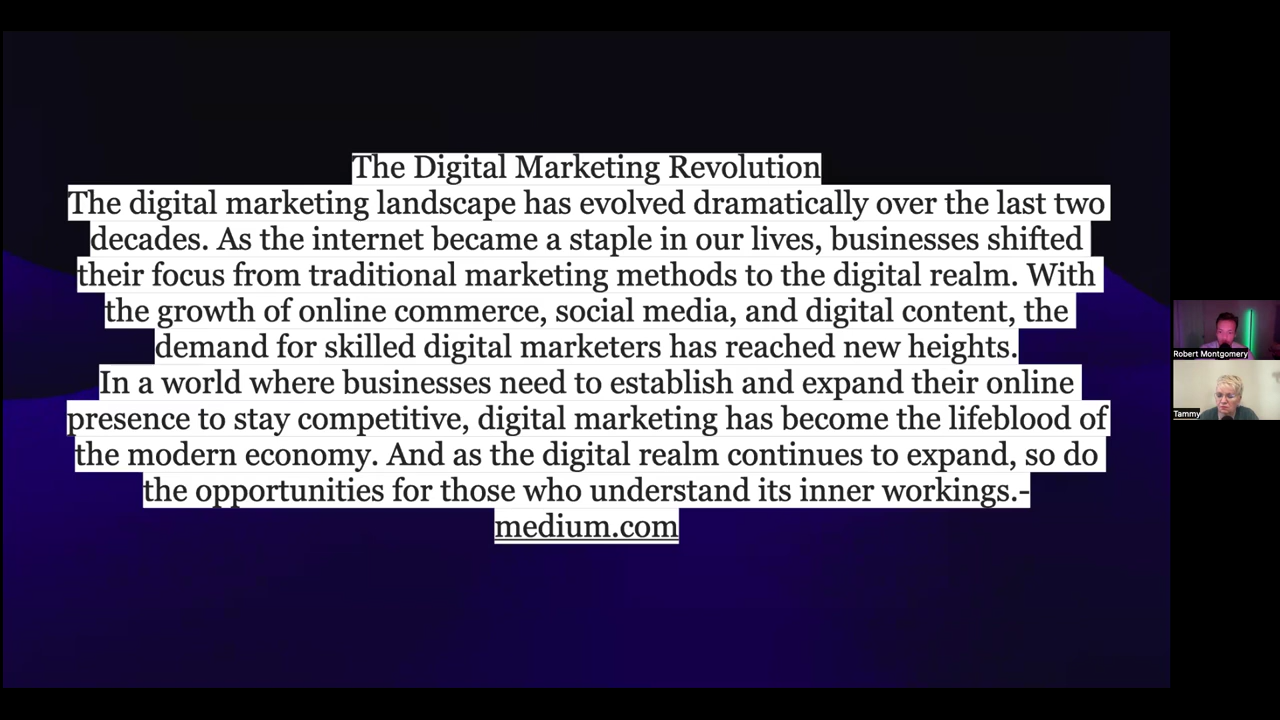 The Digital Marketing Revolution
The digital marketing landscape has evolved dramatically over the last two
decades. As the internet became a staple in our lives, businesses shifted
their focus from traditional marketing methods to the digital realm. With
the growth of online commerce, social media, and digital content, the
demand for skilled digital marketers has reached new heights.
In a world where businesses need to establish and expand their online
presence to stay competitive, digital marketing has become the lifeblood of
the modern economy. And as the digital realm continues to expand, so do
the opportunities for those who understand its inner workings.-
medium.com
Robert Montgomery
Tammy